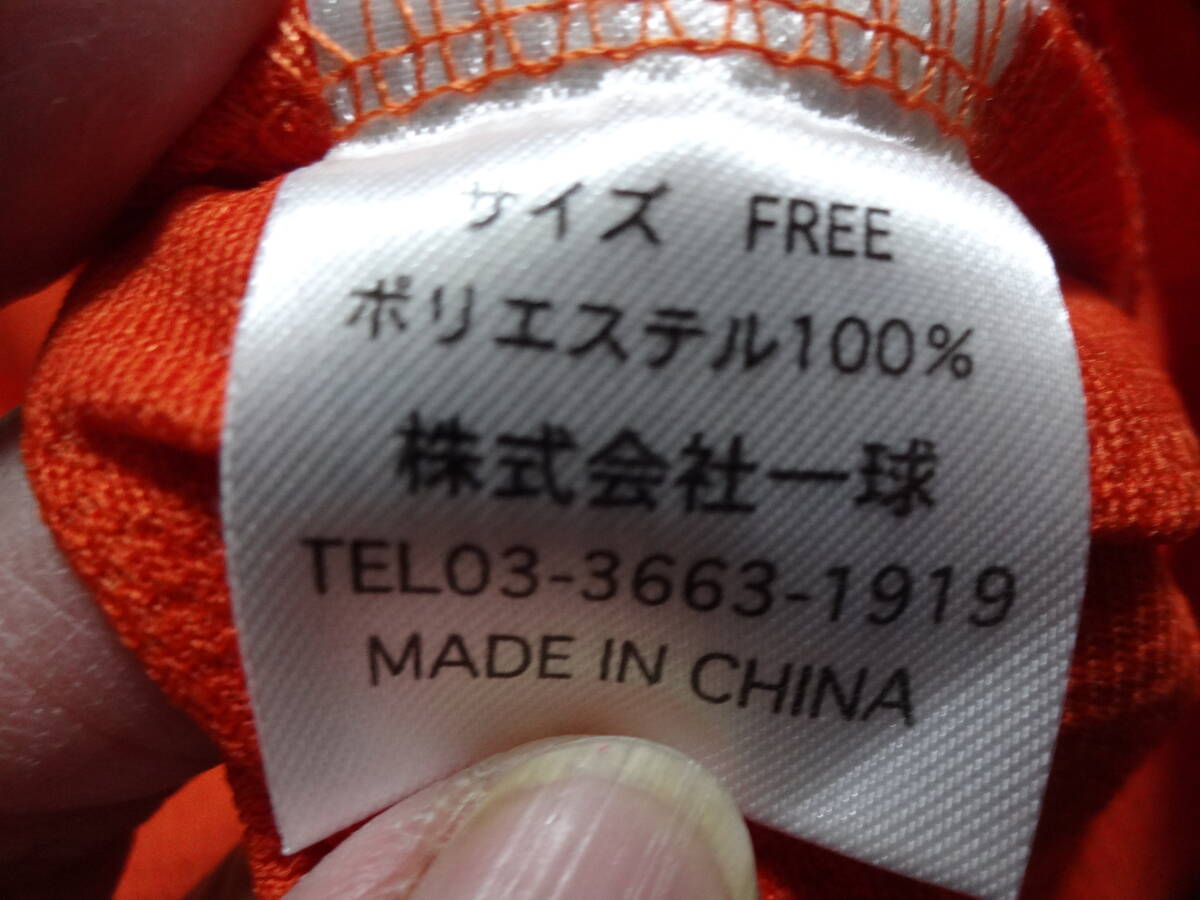 サイズ FREE
ポリエステル100%
株式会社一球
TEL03-3663-1919
MADE IN CHINA